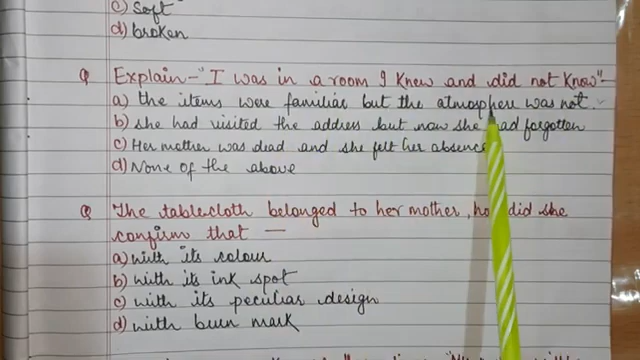 c) Soft
d) broken
Q Explain - "I was in a room I knew and did not know" -
a) the items were familiar but the atmosphere was not.
b) she had visited the address but now she had forgotten
c) Her mother was dead and she felt her absence
d) None of the above
Q The tablecloth belonged to her mother, how did she
confirm that —
a) with its colour
b) with its ink spot
c) with its peculiar design
d) with burn mark